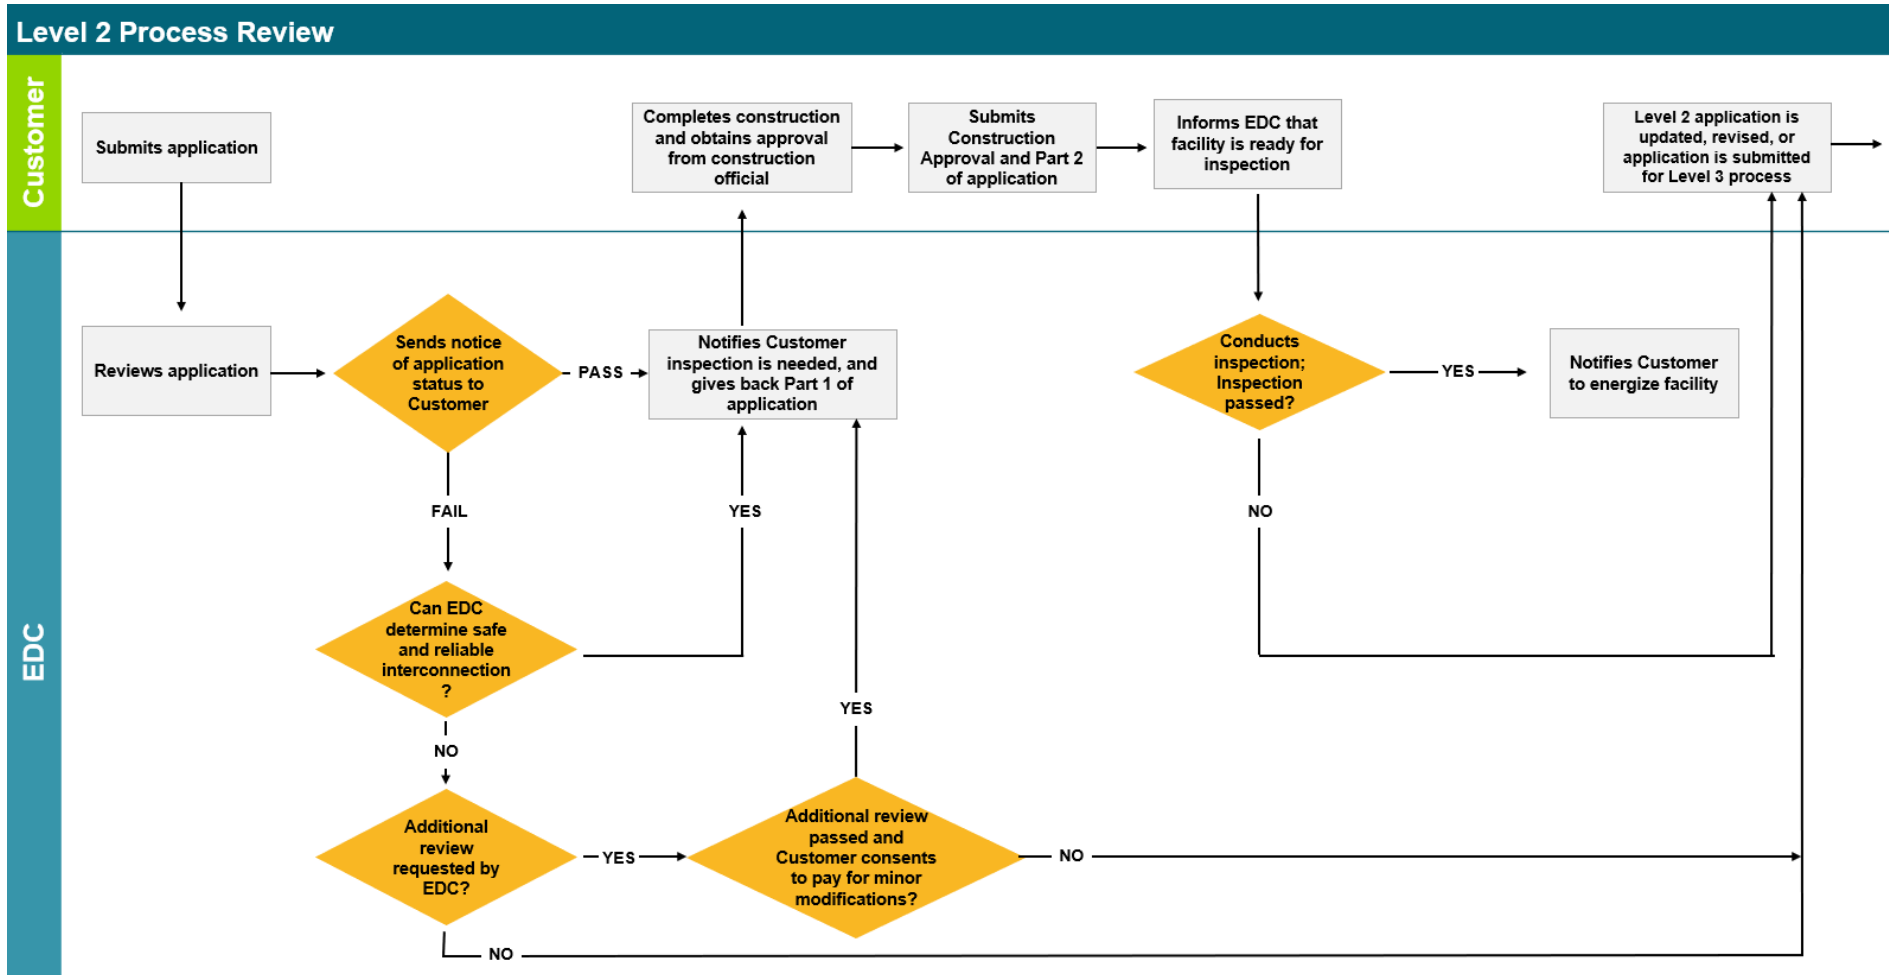 Level 2 Process Review
Customer
Submits application
Completes construction
and obtains approval
from construction
official
Submits
Construction
Approval and Part 2
of application
Informs EDC that
facility is ready for
inspection
Level 2 application is
updated, revised, or
application is submitted
for Level 3 process
EDC
Reviews application
Sends notice
of application
status to
Customer
PASS
Notifies Customer
inspection is needed, and
gives back Part 1 of
application
Conducts
inspection;
Inspection
passed?
YES
Notifies Customer
to energize facility
FAIL
YES
NO
Can EDC
determine safe
and reliable
interconnection
?
NO
YES
Additional
review
requested by
EDC?
YES
Additional review
passed and
Customer consents
to pay for minor
modifications?
NO
NO